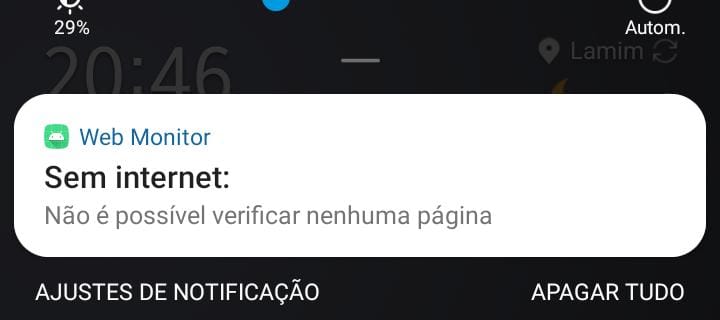 29%
Autom.
20:46
Lamim
Web Monitor
Sem internet:
Não é possível verificar nenhuma página
AJUSTES DE NOTIFICAÇÃO
APAGAR TUDO